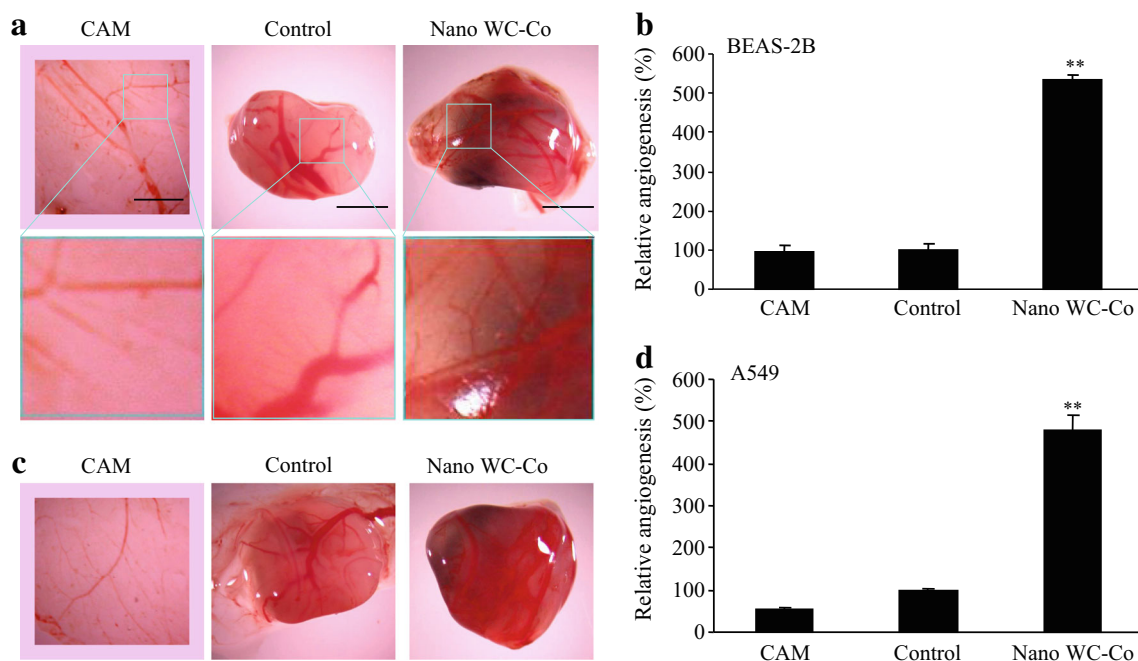 a
CAM
Control
Nano WC-Co
b
BEAS-2B
Relative angiogenesis (%)
600
500
400
300
200
100
0
**
CAM
Control
Nano WC-Co
c
CAM
Control
Nano WC-Co
d
A549
Relative angiogenesis (%)
600
500
400
300
200
100
0
**
CAM
Control
Nano WC-Co